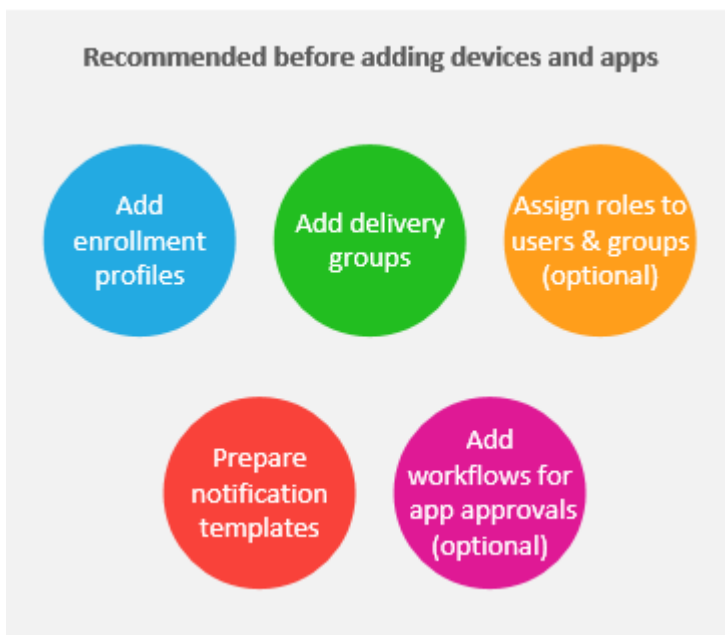 Recommended before adding devices and apps
Add
enrollment
profiles
Add delivery
groups
Assign roles to
users & groups
(optional)
Prepare
notification
templates
Add
workflows for
app approvals
(optional)